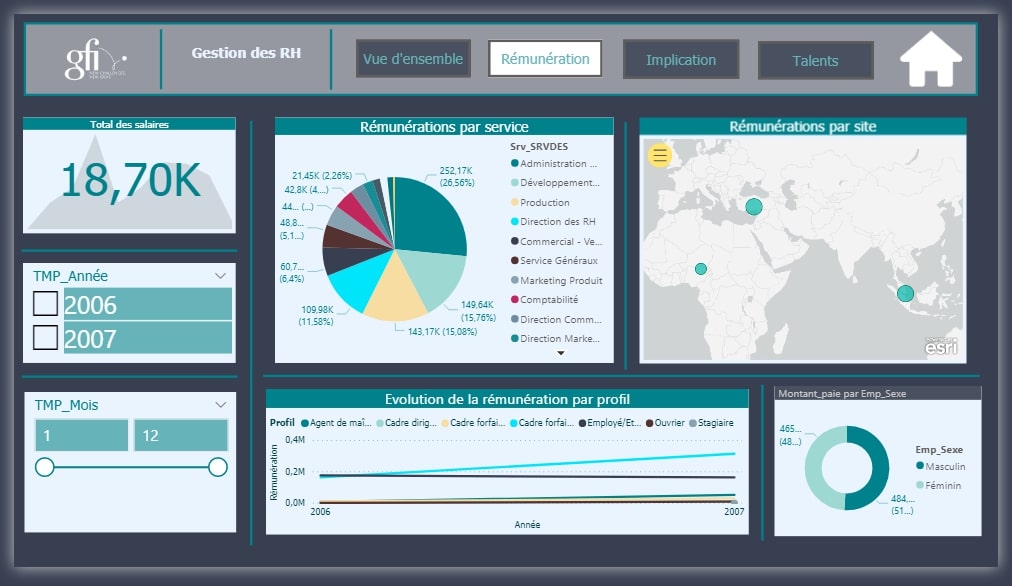 gfi
Gestion des RH
Vue d'ensemble
Rémunération
Implication
Talents
Total des salaires
18,70K
TMP_Année
2006
2007
TMP_Mois
1
12
Rémunérations par service
252,17K
(26,56%)
149,64K
(15,76%)
143,17K (15,08%)
109,98K
(11,58%)
60,7...
(6,4%)
48,8...
(5,1...)
44... (...)
42,8K (4,...)
21,45K (2,26%)
Srv_SRVDES
Administration ...
Développement...
Production
Direction des RH
Commercial - Ve...
Service Généraux
Marketing Produit
Comptabilité
Direction Comm...
Direction Marke...
Rémunérations par site
esri
Evolution de la rémunération par profil
Profil
Agent de maî...
Cadre dirig...
Cadre forfai...
Cadre forfai...
Employé/Et...
Ouvrier
Stagiaire
Rémunération
0,4M
0,2M
0,0M
2006
2007
Année
Montant_paie par Emp_Sexe
465...
(48...)
484,...
(51...)
Emp_Sexe
Masculin
Féminin